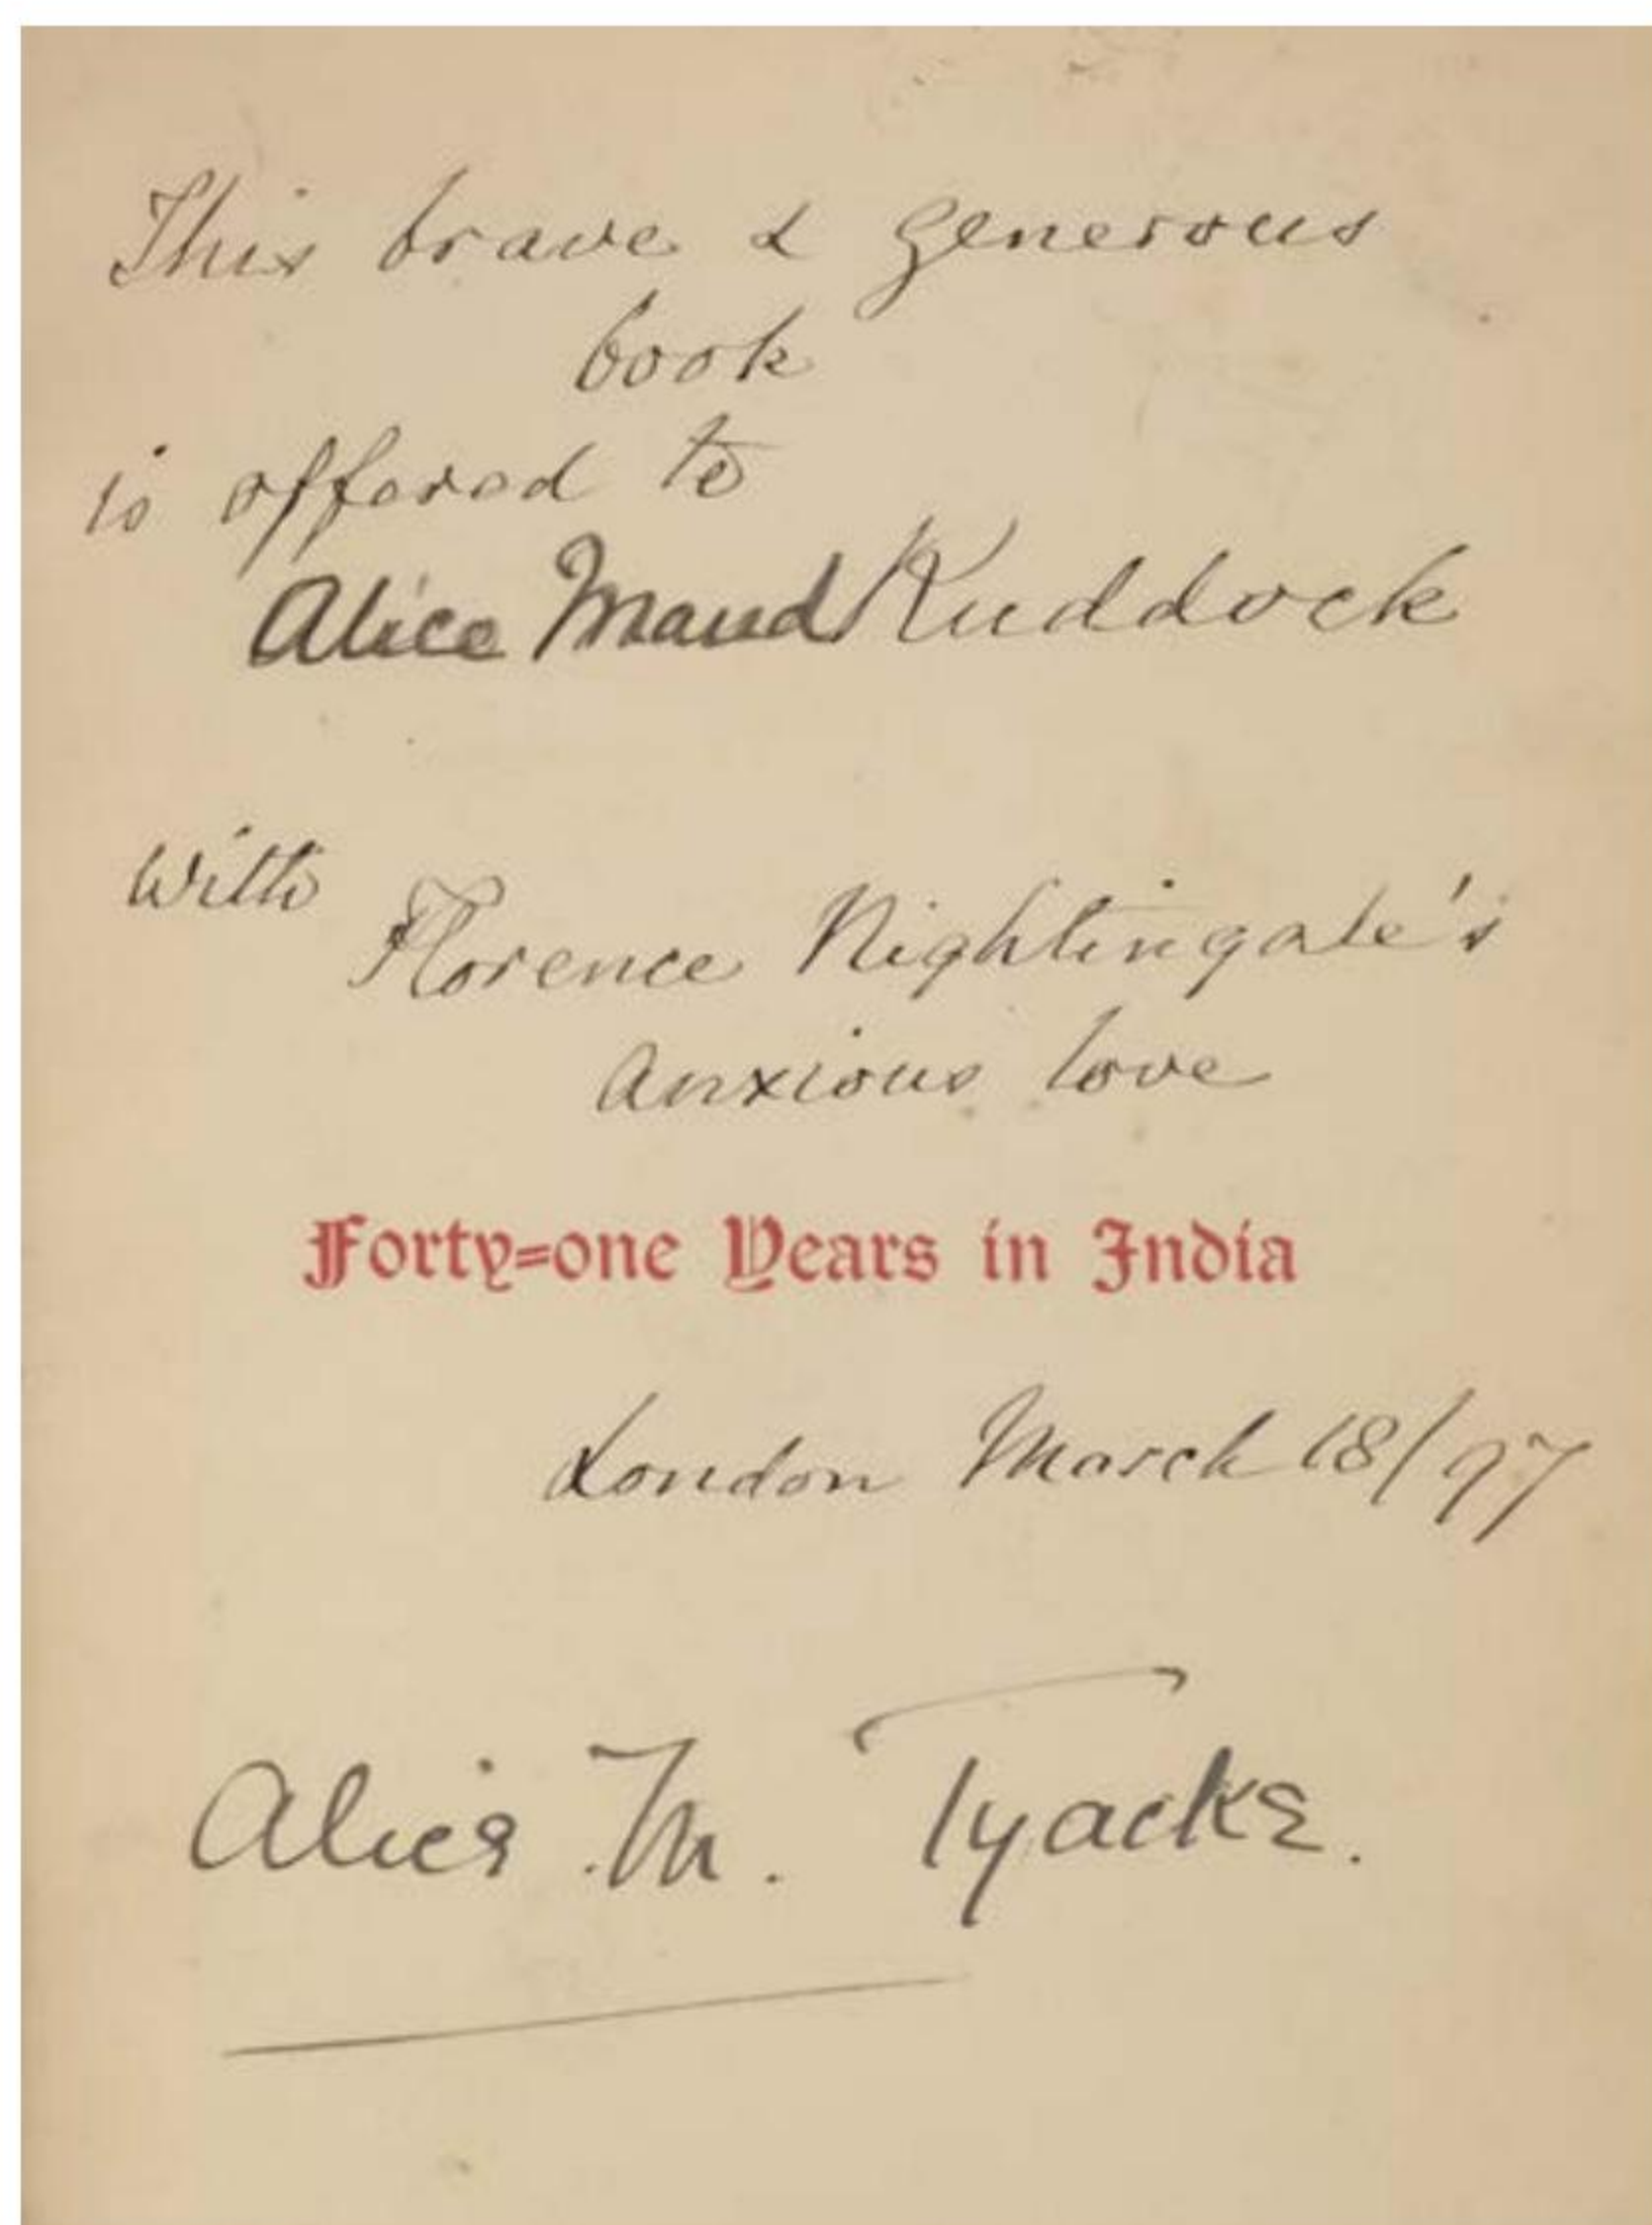 This brave & generous
book
is offered to
Alice Maud Ruddock
With
Florence Nightingale's
anxious love
Forty=one Years in India
London March 18/97
Alice M. Tyacke.